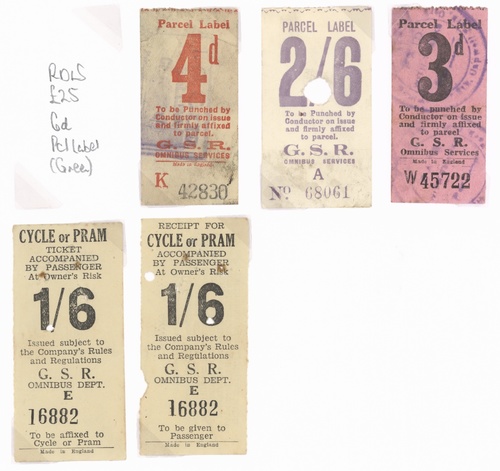 ROLS
£25
6d
Pcl label
(Green)
Parcel Label
4d
To be Punched by
Conductor on issue
and firmly affixed
to parcel.
G. S. R.
OMNIBUS SERVICES
Made in England
K 42830
PARCEL LABEL
2/6
To be Punched by
Conductor on issue
and firmly affixed
to parcel.
G. S. R.
OMNIBUS SERVICES
A
No 68061
Parcel Label
3d
To be punched by
Conductor on issue
and firmly affixed
to parcel.
G. S. R.
Omnibus Services
Made in England
W 45722
CYCLE or PRAM
TICKET
ACCOMPANIED
BY PASSENGER
At Owner's Risk
1/6
Issued subject to
the Company's Rules
and Regulations
G. S. R.
OMNIBUS DEPT.
E
16882
To be affixed to
Cycle or Pram
Made in England
RECEIPT FOR
CYCLE or PRAM
ACCOMPANIED
BY PASSENGER
At Owner's Risk
1/6
Issued subject to
the Company's Rules
and Regulations
G. S. R.
OMNIBUS DEPT.
E
16882
To be given to
Passenger
Made in England